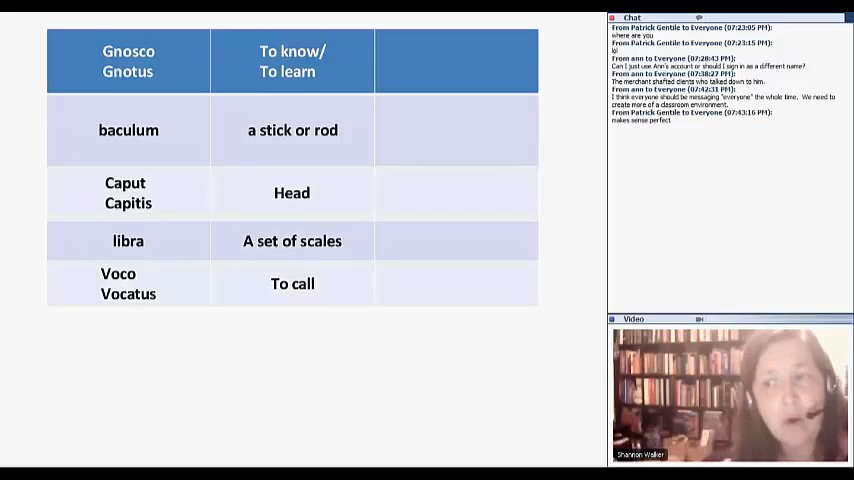 Gnosco
Gnotus
To know/
To learn
baculum
a stick or rod
Caput
Capitis
Head
libra
A set of scales
Voco
Vocatus
To call
Chat
From Patrick Gentile to Everyone (07:23:05 PM):
where are you
From Patrick Gentile to Everyone (07:23:15 PM):
lol
From ann to Everyone (07:28:43 PM):
Can I just use Ann's account or should I sign in as a different name?
From ann to Everyone (07:38:27 PM):
The merchant shafted clients who talked down to him.
From ann to Everyone (07:42:31 PM):
I think everyone should be messaging "everyone" the whole time. We need to
create more of a classroom environment.
From Patrick Gentile to Everyone (07:43:16 PM):
makes sense perfect
Video
Shannon Walker